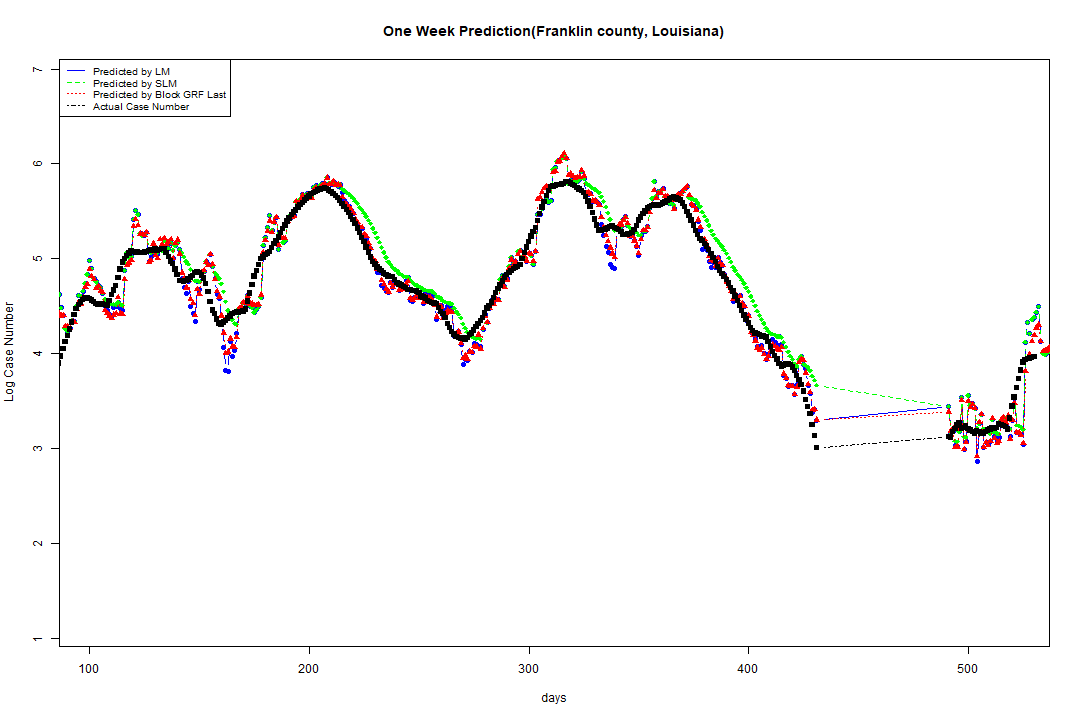 One Week Prediction(Franklin county, Louisiana)
Predicted by LM
Predicted by SLM
Predicted by Block GRF Last
Actual Case Number
7
6
5
4
3
2
1
Log Case Number
100 200 300 400 500
days